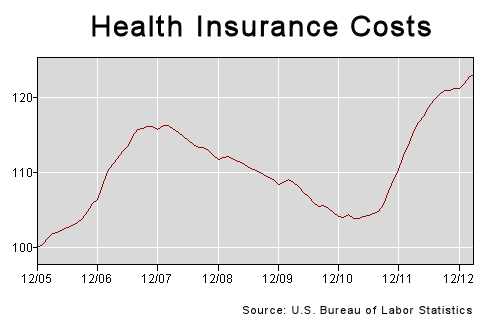 Health Insurance Costs
120
110
100
12/05 12/06 12/07 12/08 12/09 12/10 12/11 12/12
Source: U.S. Bureau of Labor Statistics